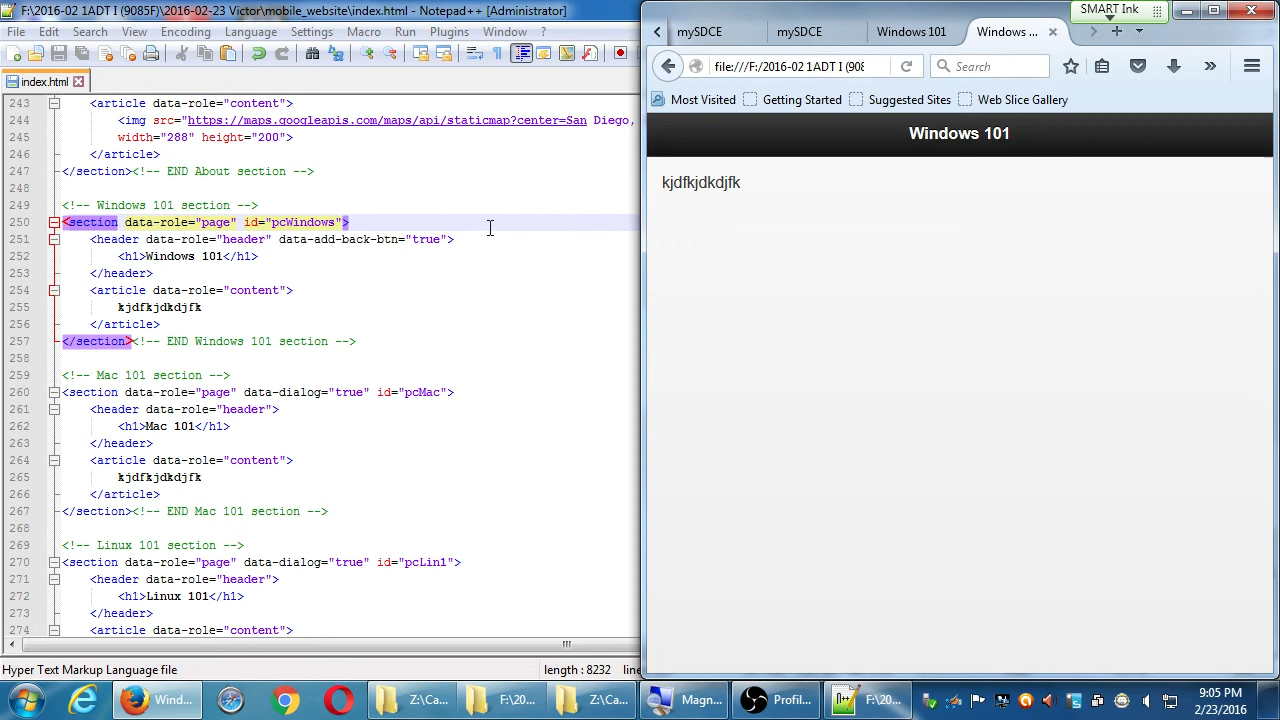 F:\2016-02 1ADT I (9085F)\2016-02-23 Victor\mobile_website\index.html - Notepad++ [Administrator]
File Edit Search View Encoding Language Settings Macro Run Plugins Window ?
index.html
243 <article data-role="content">
244 <img src="https://maps.googleapis.com/maps/api/staticmap?center=San Diego,
245 width="288" height="200">
246 </article>
247 </section><!-- END About section -->
248
249 <!-- Windows 101 section -->
250 <section data-role="page" id="pcWindows">
251 <header data-role="header" data-add-back-btn="true">
252 <h1>Windows 101</h1>
253 </header>
254 <article data-role="content">
255 kjdfkjdkdjfk
256 </article>
257 </section><!-- END Windows 101 section -->
258
259 <!-- Mac 101 section -->
260 <section data-role="page" data-dialog="true" id="pcMac">
261 <header data-role="header">
262 <h1>Mac 101</h1>
263 </header>
264 <article data-role="content">
265 kjdfkjdkdjfk
266 </article>
267 </section><!-- END Mac 101 section -->
268
269 <!-- Linux 101 section -->
270 <section data-role="page" data-dialog="true" id="pcLin1">
271 <header data-role="header">
272 <h1>Linux 101</h1>
273 </header>
274 <article data-role="content">
Hyper Text Markup Language file length : 8232 line
SMART Ink
mySDCE mySDCE Windows 101 Windows ...
file:///F:/2016-02 1ADT I (908 Search
Most Visited Getting Started Suggested Sites Web Slice Gallery
Windows 101
kjdfkjdkdjfk
Wind... Z:\Ca... F:\20... Z:\Ca... Magn... Profil... F:\20... 9:05 PM
2/23/2016